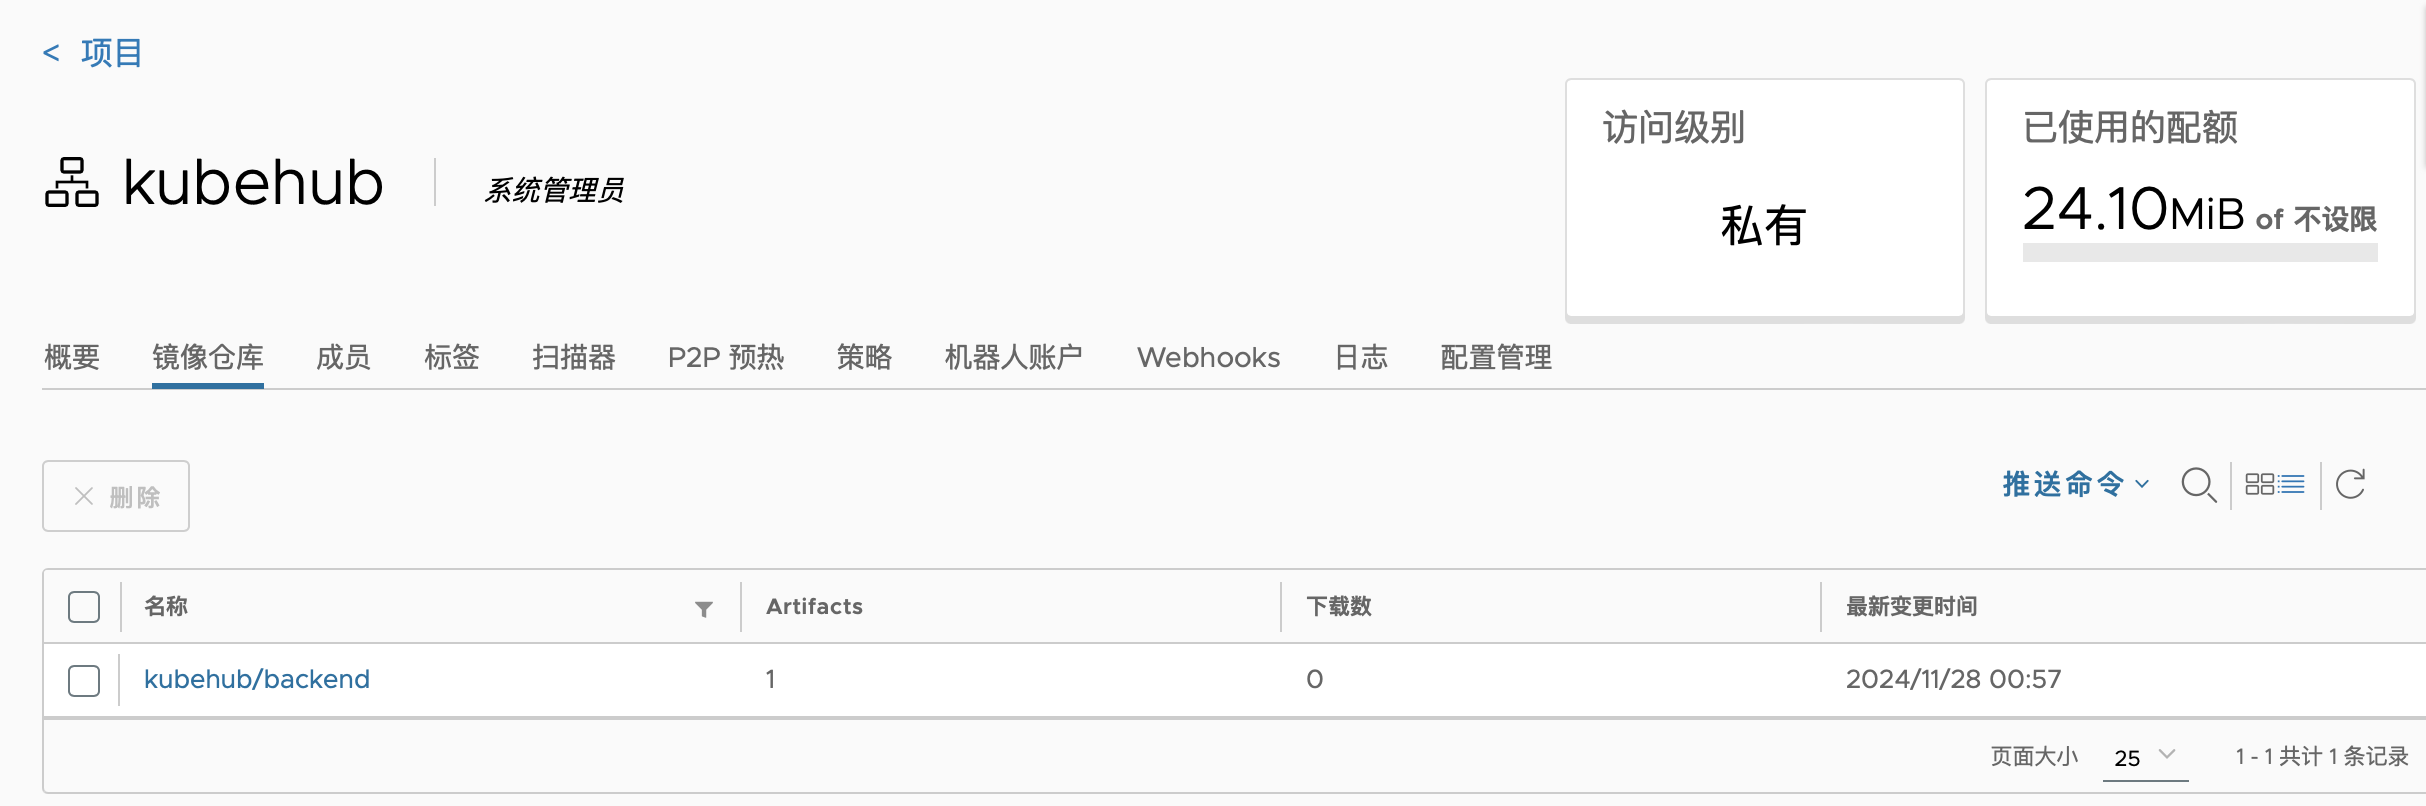 < 项目
kubehub 系统管理员
访问级别
私有
已使用的配额
24.10MiB of 不设限
概要 镜像仓库 成员 标签 扫描器 P2P 预热 策略 机器人账户 Webhooks 日志 配置管理
删除
推送命令
名称 Artifacts 下载数 最新变更时间
kubehub/backend 1 0 2024/11/28 00:57
页面大小 25 1 - 1 共计 1 条记录